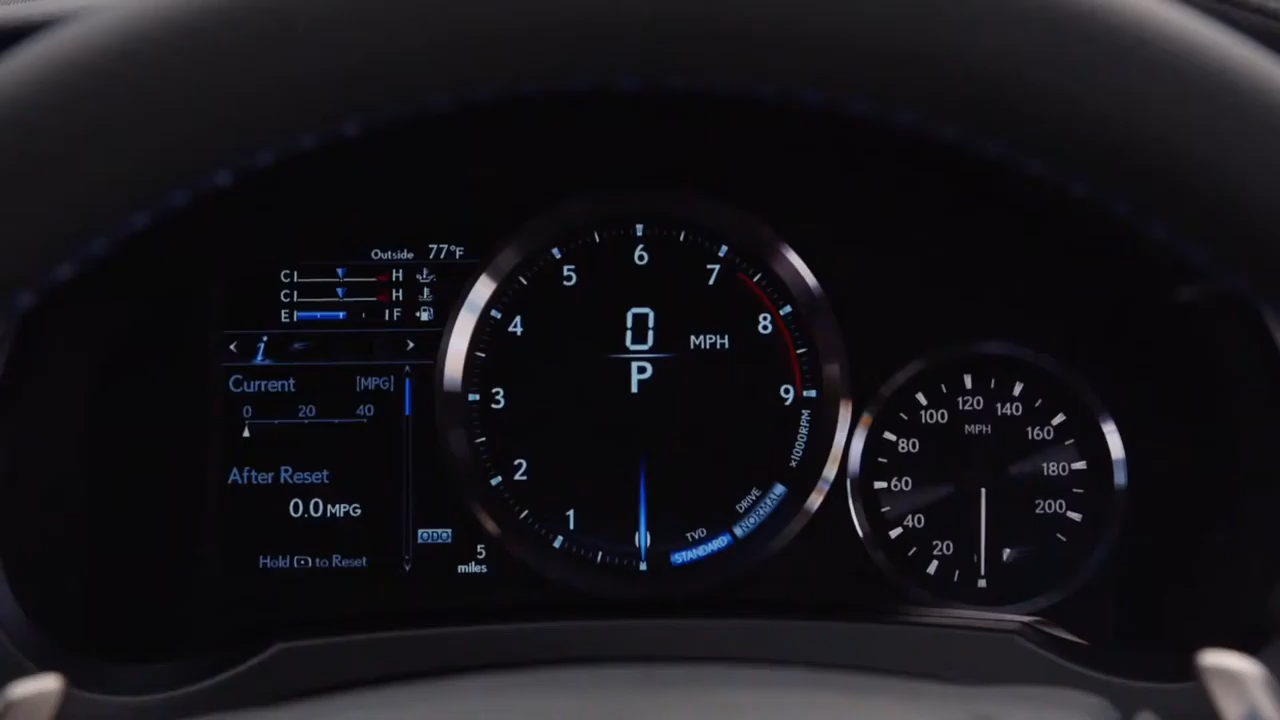 Outside 77°F
C H
C H
E F
< i >
Current [MPG]
0 20 40
After Reset
0.0 MPG
Hold to Reset
ODO
5
miles
6
5 7
4 8
3 9
2
1
0
0 MPH
P
x1000RPM
DRIVE
NORMAL
TVD
STANDARD
120
100 140
MPH
80 160
60 180
40 200
20